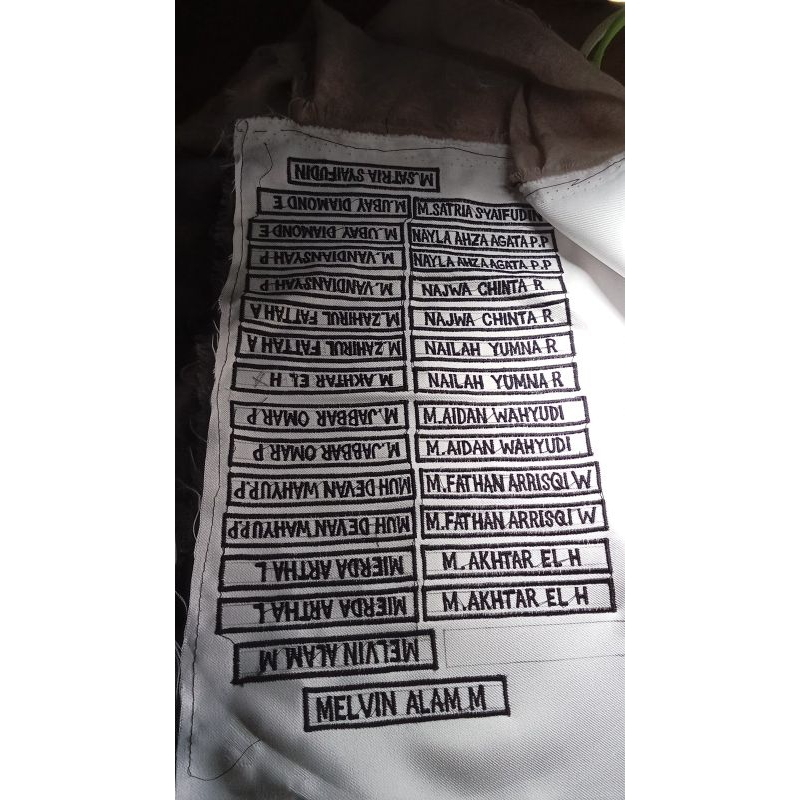 M.SATRIA SYAIFUDIN
M.UBAY DIAMOND E
M.SATRIA SYAIFUDIN
M.UBAY DIAMOND E
NAYLA AHZA AGATA P.P
M.VANDIANSYAH P
NAYLA AHZA AGATA P.P
M.VANDIANSYAH P
NAJWA CHINTA R
M.ZAHIRUL FATTAH A
NAJWA CHINTA R
M.ZAHIRUL FATTAH A
NAILAH YUMNA R
M.AKHTAR EL H
NAILAH YUMNA R
M.JABBAR OMAR P
M.AIDAN WAHYUDI
M.JABBAR OMAR P
M.AIDAN WAHYUDI
MUH DEVAN WAHYU P.P
M.FATHAN ARRISQI W
MUH DEVAN WAHYU P.P
M.FATHAN ARRISQI W
MIERDA ARTHA L
M.AKHTAR EL H
MIERDA ARTHA L
M.AKHTAR EL H
MELVIN ALAM M
MELVIN ALAM M